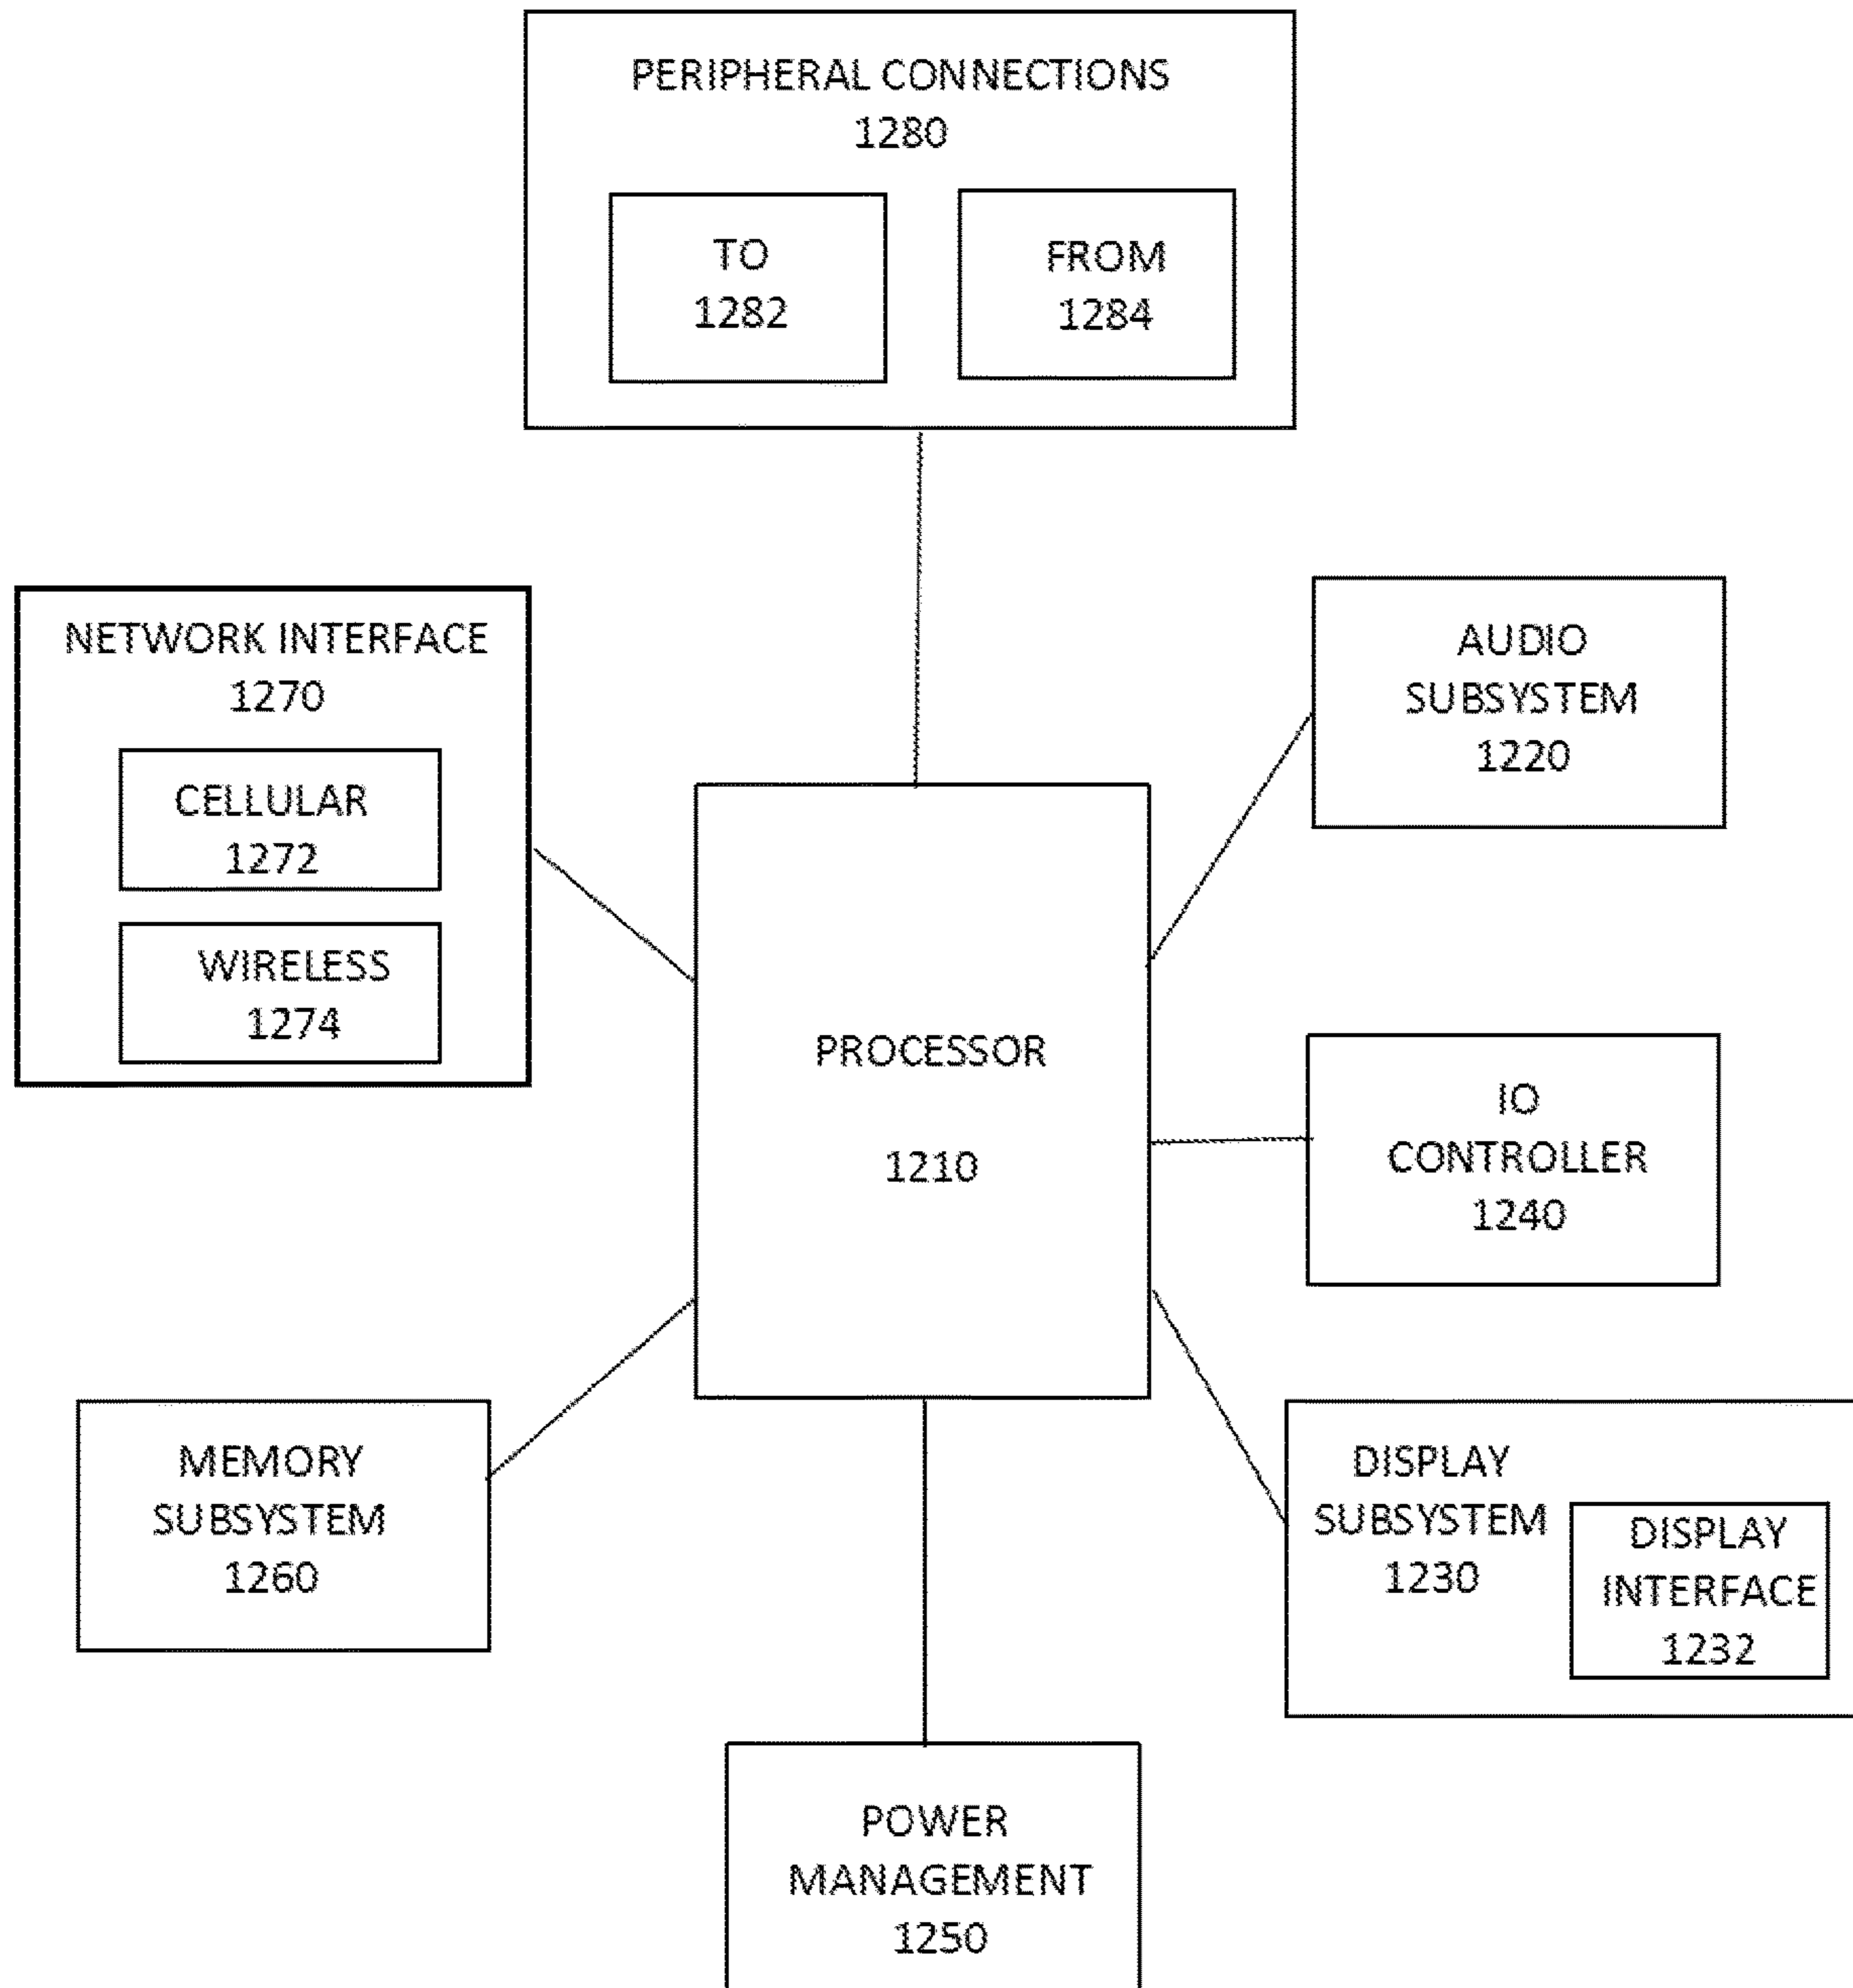 PERIPHERAL CONNECTIONS
1280
TO
1282
FROM
1284
NETWORK INTERFACE
1270
CELLULAR
1272
WIRELESS
1274
AUDIO
SUBSYSTEM
1220
PROCESSOR
1210
IO
CONTROLLER
1240
MEMORY
SUBSYSTEM
1260
DISPLAY
SUBSYSTEM
1230
DISPLAY
INTERFACE
1232
POWER
MANAGEMENT
1250